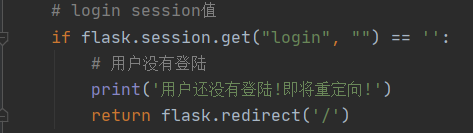 # login session值
if flask.session.get("login", "") == '':
# 用户没有登陆
print('用户还没有登陆!即将重定向!')
return flask.redirect('/')